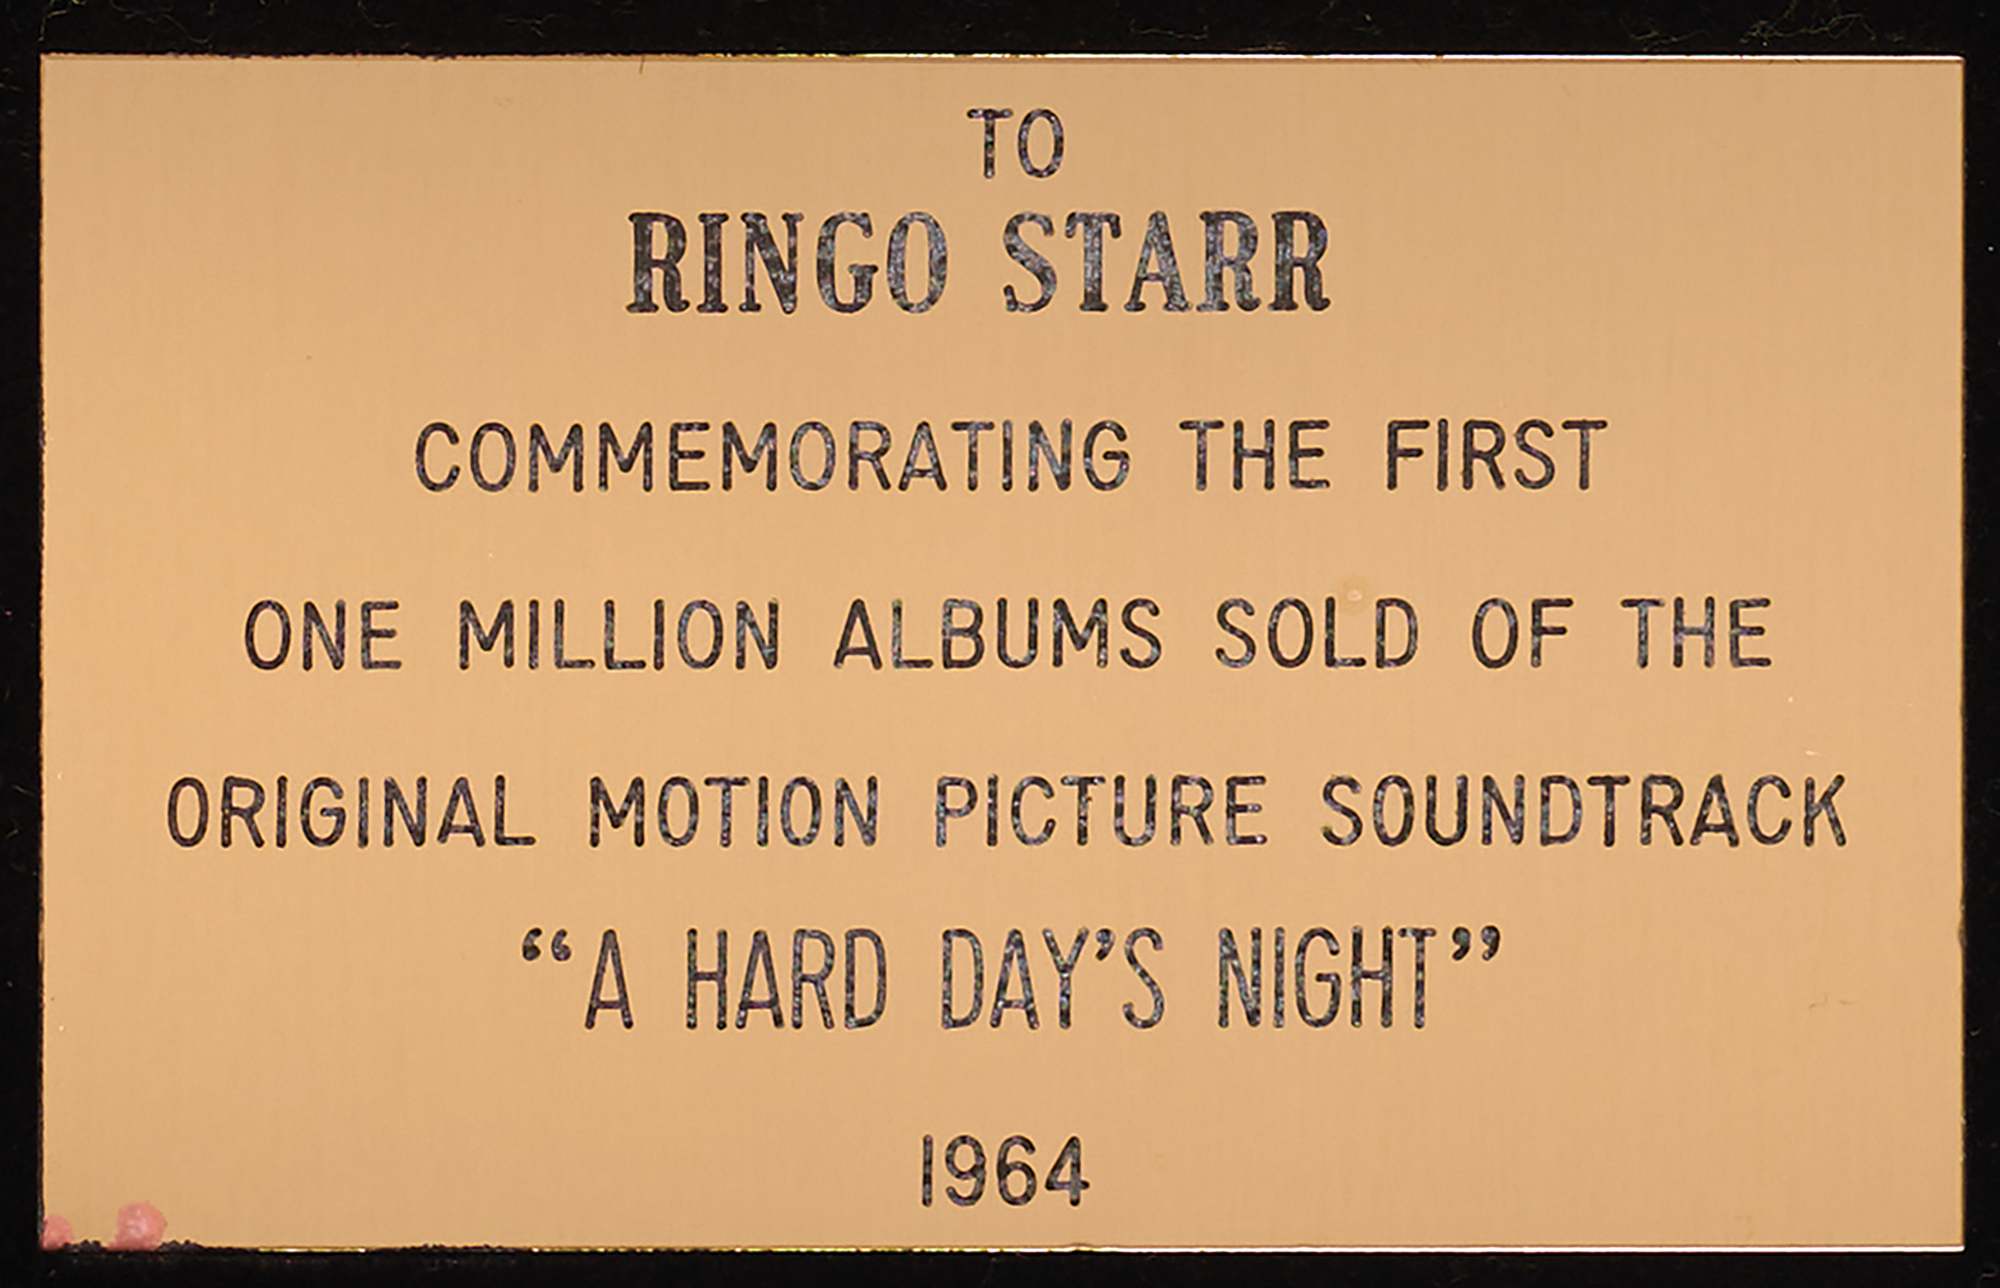 TO
RINGO STARR
COMMEMORATING THE FIRST
ONE MILLION ALBUMS SOLD OF THE
ORIGINAL MOTION PICTURE SOUNDTRACK
“A HARD DAY’S NIGHT”
1964